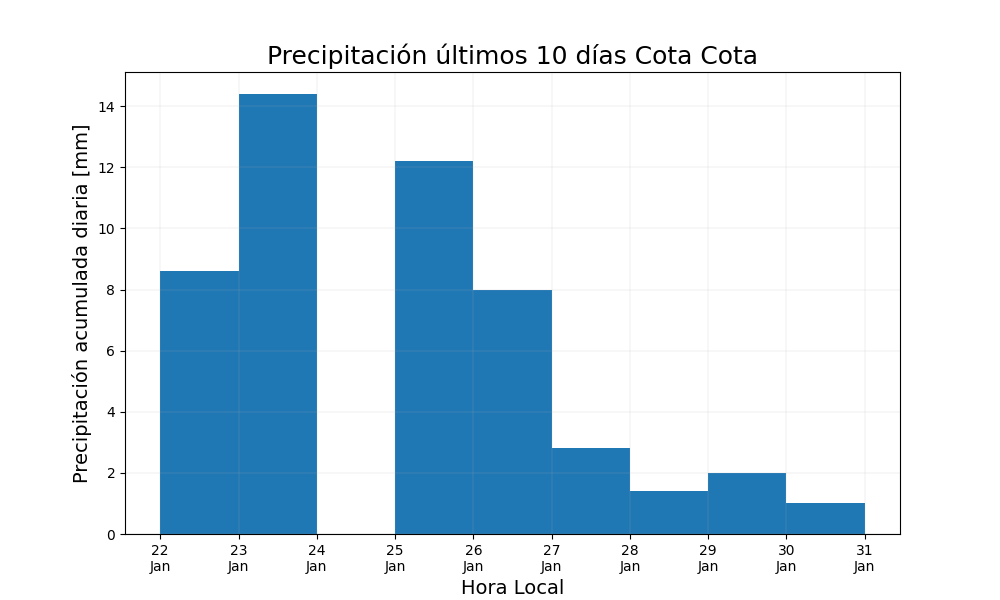 Precipitación últimos 10 días Cota Cota
Precipitación acumulada diaria [mm]
14
12
10
8
6
4
2
0
22 23 24 25 26 27 28 29 30 31
Jan Jan Jan Jan Jan Jan Jan Jan Jan Jan
Hora Local